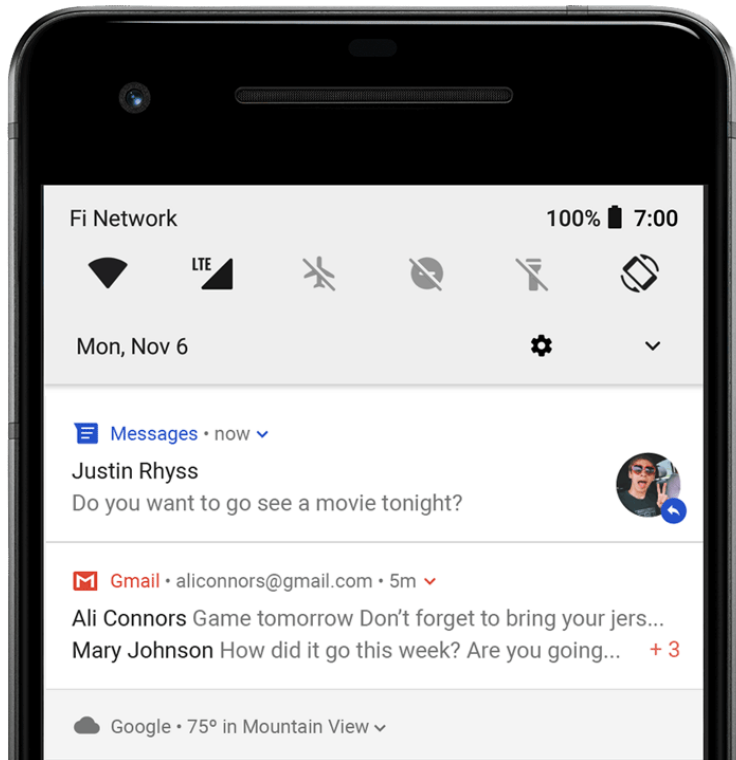 Fi Network 100% 7:00
LTE
Mon, Nov 6
Messages • now
Justin Rhyss
Do you want to go see a movie tonight?
Gmail • aliconnors@gmail.com • 5m
Ali Connors Game tomorrow Don’t forget to bring your jers...
Mary Johnson How did it go this week? Are you going... + 3
Google • 75º in Mountain View